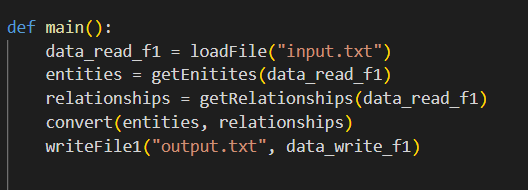 def main():
    data_read_f1 = loadFile("input.txt")
    entities = getEnitites(data_read_f1)
    relationships = getRelationships(data_read_f1)
    convert(entities, relationships)
    writeFile1("output.txt", data_write_f1)